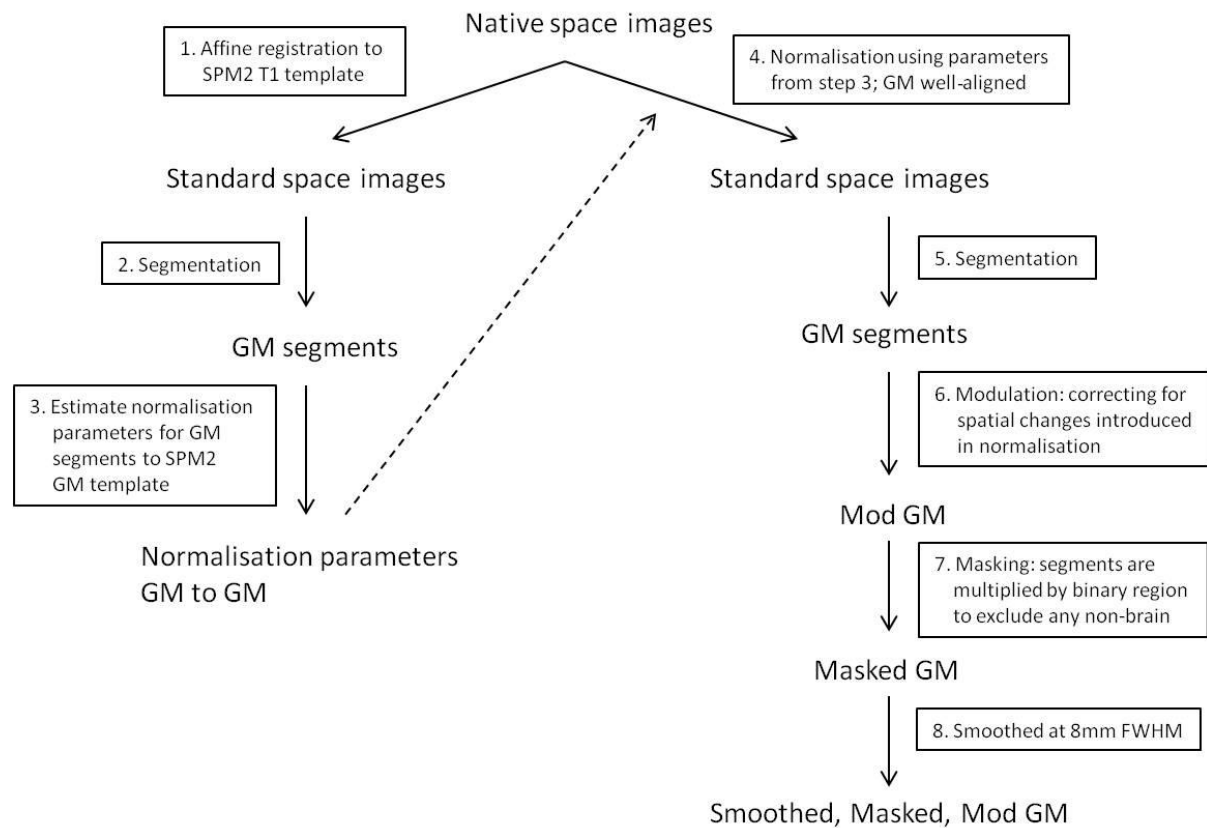 Native space images
1. Affine registration to
SPM2 T1 template
4. Normalisation using parameters
from step 3; GM well-aligned
Standard space images
Standard space images
2. Segmentation
5. Segmentation
GM segments
GM segments
3. Estimate normalisation
parameters for GM
segments to SPM2
GM template
6. Modulation: correcting for
spatial changes introduced
in normalisation
Mod GM
Normalisation parameters
GM to GM
7. Masking: segments are
multiplied by binary region
to exclude any non-brain
Masked GM
8. Smoothed at 8mm FWHM
Smoothed, Masked, Mod GM